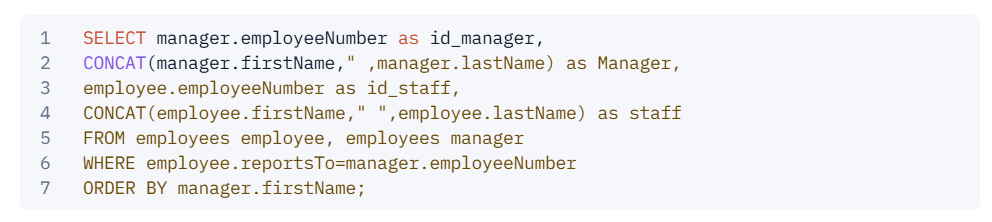 1 SELECT manager.employeeNumber as id_manager,
2 CONCAT(manager.firstName," ,manager.lastName) as Manager,
3 employee.employeeNumber as id_staff,
4 CONCAT(employee.firstName," ",employee.lastName) as staff
5 FROM employees employee, employees manager
6 WHERE employee.reportsTo=manager.employeeNumber
7 ORDER BY manager.firstName;